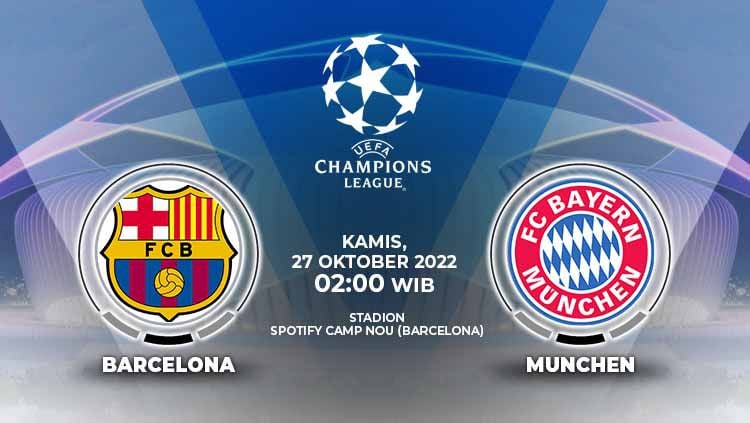 UEFA
CHAMPIONS
LEAGUE
FCB
FC BAYERN
MÜNCHEN
KAMIS,
27 OKTOBER 2022
02:00 WIB
STADION
SPOTIFY CAMP NOU (BARCELONA)
BARCELONA
MUNCHEN